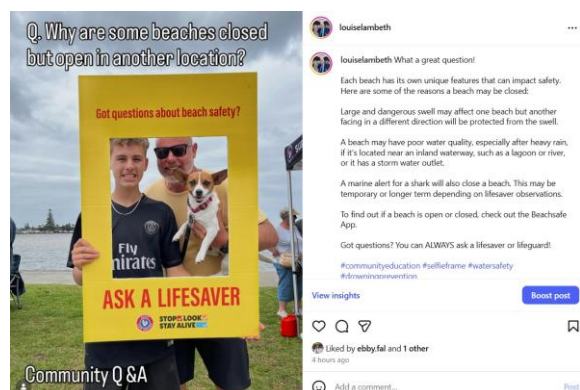 Q. Why are some beaches closed
but open in another location?
Got questions about beach safety?
Fly
ASK A LIFESAVER
STOP LOOK
STAY ALIVE
Community Q &A
louiselambeth
louiselambeth What a great question!
Each beach has its own unique features that can impact safety.
Here are some of the reasons a beach may be closed:
Large and dangerous swell may affect one beach but another
facing in a different direction will be protected from the swell.
A beach may have poor water quality, especially after heavy rain,
if it's located near an inland waterway, such as a lagoon or river,
or it has a storm water outlet.
A marine alert for a shark will also close a beach. This may be
temporary or longer term depending on lifesaver observations.
To find out if a beach is open or closed, check out the Beachsafe
App.
Got questions? You can ALWAYS ask a lifesaver or lifeguard!
#communityeducation #selfieframe #watersafety
#drowningprevention
View insights
Boost post
Liked by ebby.fal and 1 other
4 hours ago
Add a comment...
Post